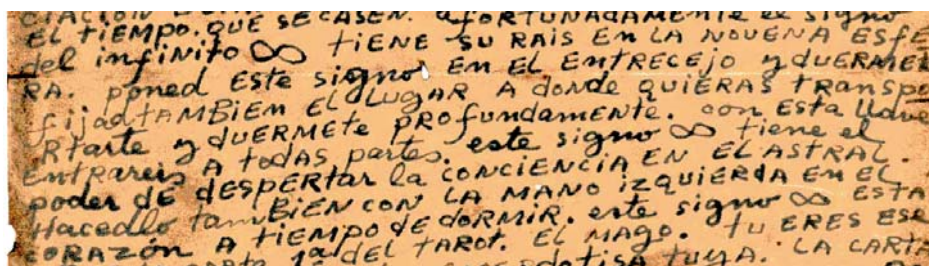 EL TIEMPO. QUE SE CASEN. AFORTUNADAMENTE EL SIGNO
del infinito ∞ TIENE SU RAIS EN LA NOVENA ESFE
RA. poned ESTE SIGNO EN EL ENTRECEJO y DUERME
fijad TAMBIEN EL LUGAR A donde QUIERAS TRANSPO
RTarte y DUERMETE PROFUNDAMENTE. con ESTA llave
ENTRAREIS A todas partes. este signo ∞ tiene el
poder de DESPERTAR la CONCIENCIA EN EL ASTRAL.
Hacedlo tamBIEN CON LA MANO IZQUIERDA EN EL
CORAZÓN A TIEMPO DE DORMIR. este signo ∞ ESTA
DEL TAROT. EL MAGO. TU ERES ESE
tuya. LA CARTA